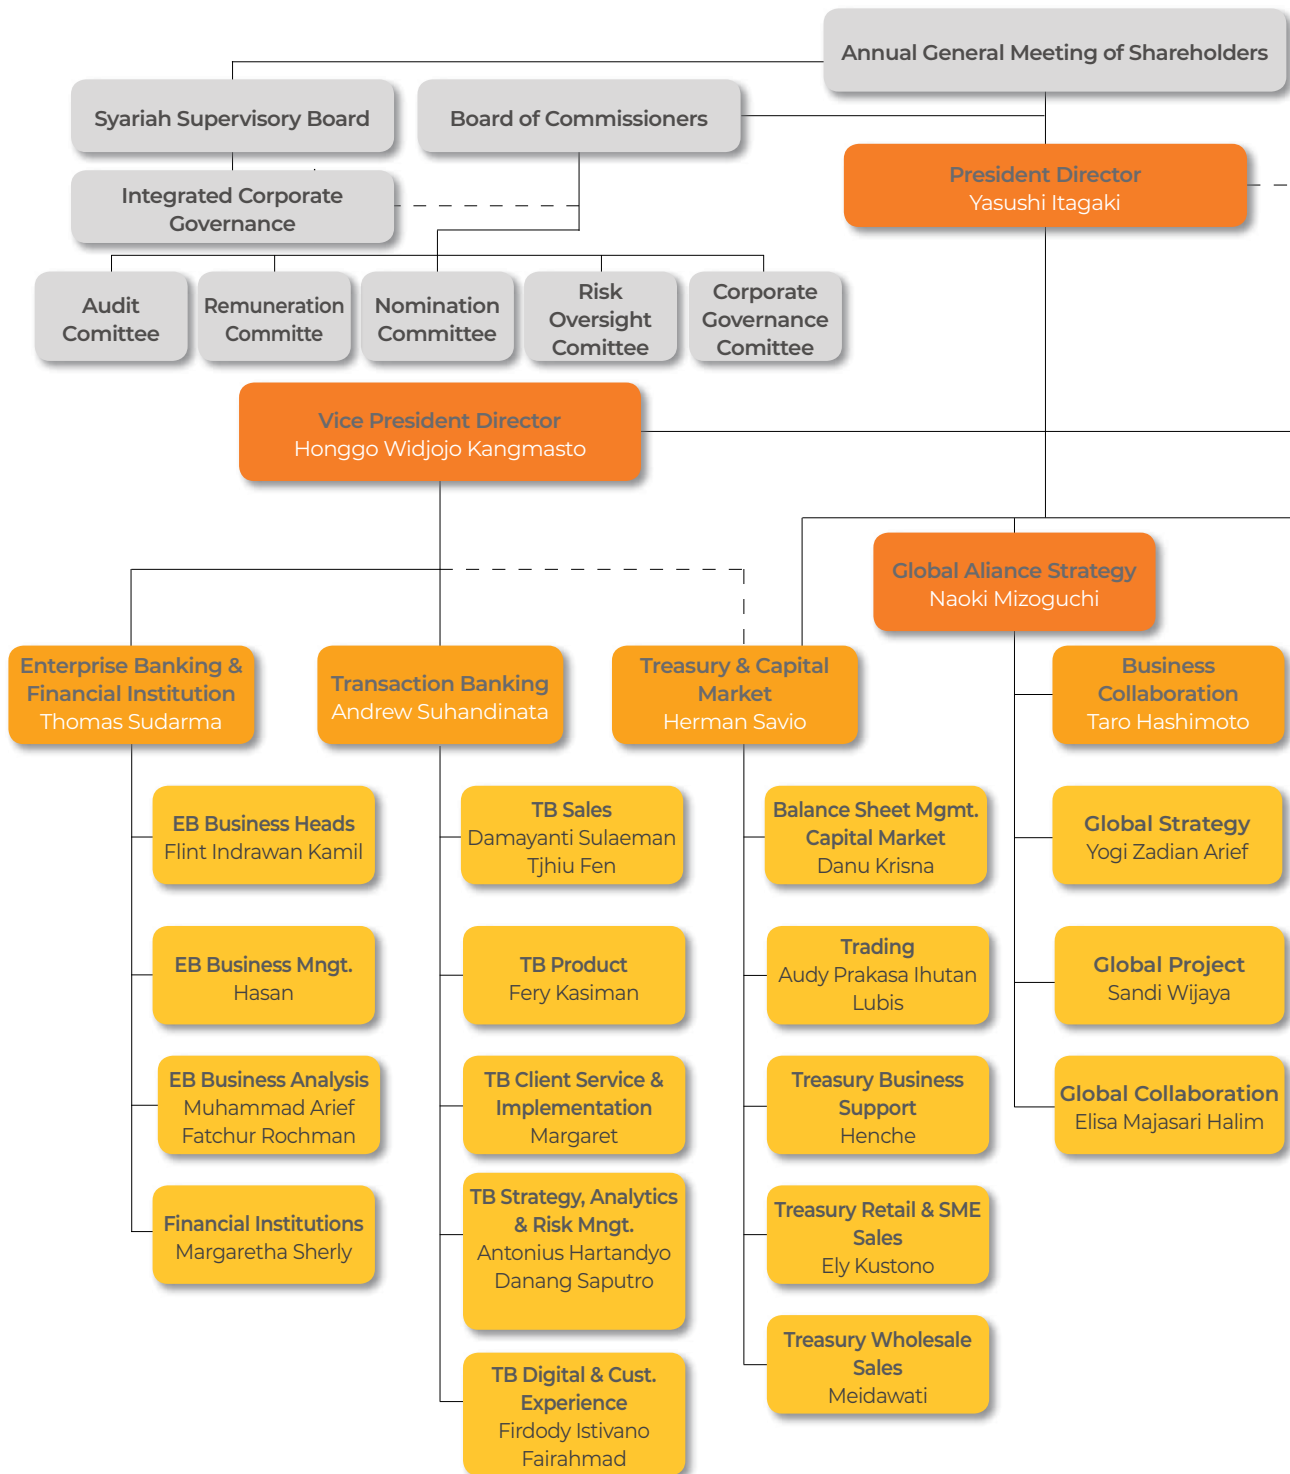 Annual General Meeting of Shareholders
Syariah Supervisory Board
Board of Commissioners
President Director
Yasushi Itagaki
Integrated Corporate
Governance
Audit
Comittee
Remuneration
Committe
Nomination
Committee
Risk
Oversight
Comittee
Corporate
Governance
Comittee
Vice President Director
Honggo Widjojo Kangmasto
Global Aliance Strategy
Naoki Mizoguchi
Enterprise Banking &
Financial Institution
Thomas Sudarma
Transaction Banking
Andrew Suhandinata
Treasury & Capital
Market
Herman Savio
Business
Collaboration
Taro Hashimoto
EB Business Heads
Flint Indrawan Kamil
TB Sales
Damayanti Sulaeman
Tjhiu Fen
Balance Sheet Mgmt.
Capital Market
Danu Krisna
Global Strategy
Yogi Zadian Arief
EB Business Mngt.
Hasan
TB Product
Fery Kasiman
Trading
Audy Prakasa Ihutan
Lubis
Global Project
Sandi Wijaya
EB Business Analysis
Muhammad Arief
Fatchur Rochman
TB Client Service &
Implementation
Margaret
Treasury Business
Support
Henche
Global Collaboration
Elisa Majasari Halim
Financial Institutions
Margaretha Sherly
TB Strategy, Analytics
& Risk Mngt.
Antonius Hartandyo
Danang Saputro
Treasury Retail & SME
Sales
Ely Kustono
TB Digital & Cust.
Experience
Firdody Istivano
Fairahmad
Treasury Wholesale
Sales
Meidawati